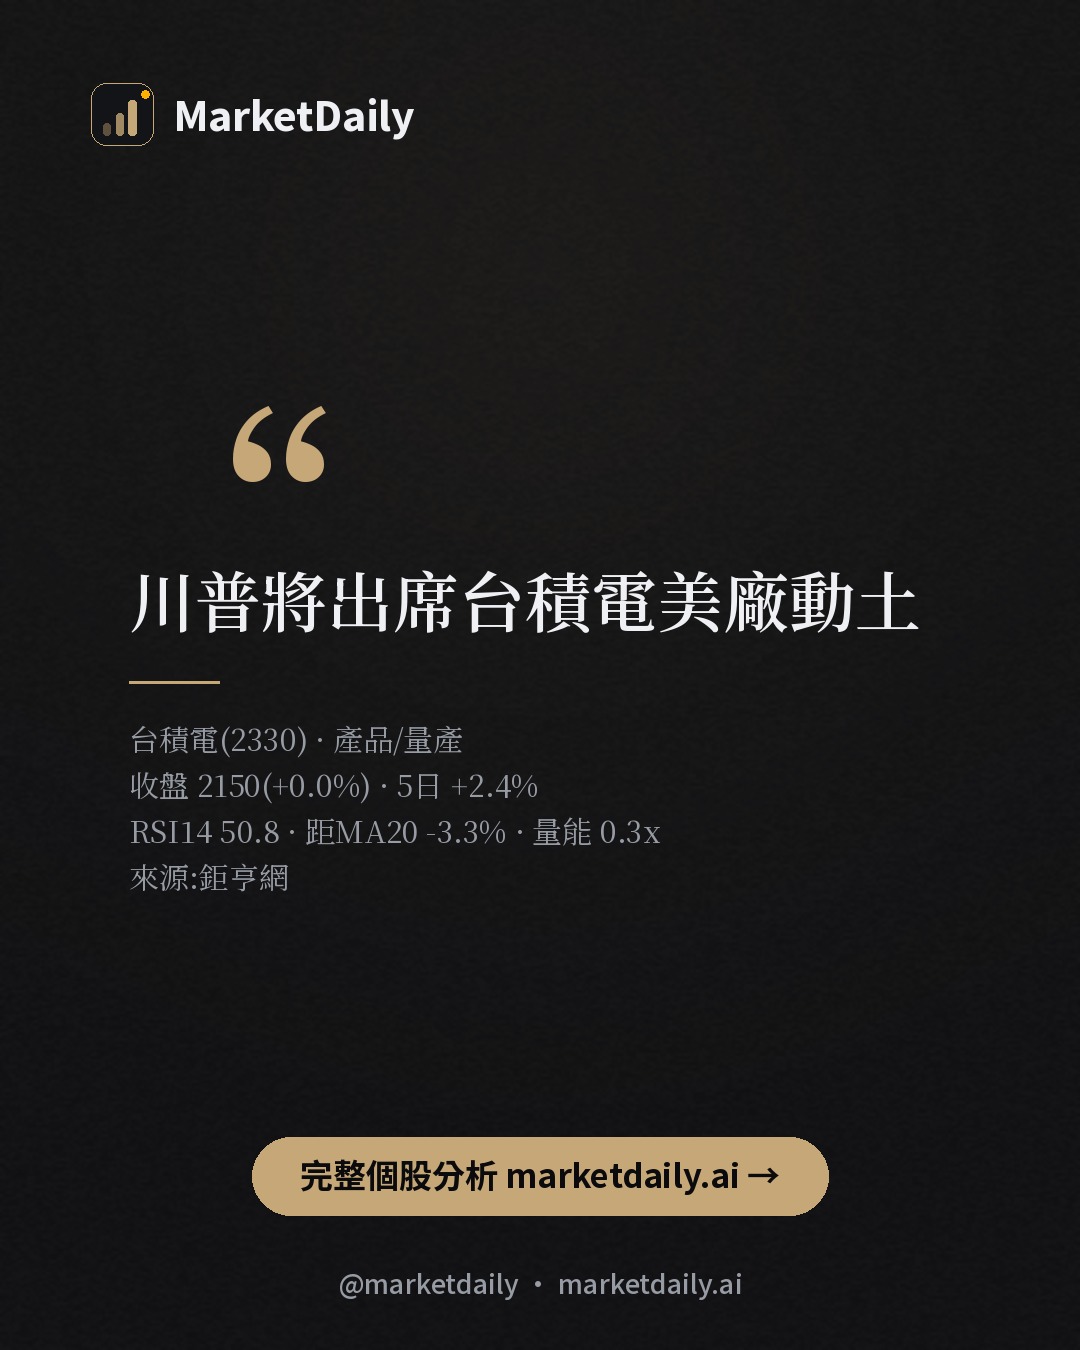 MarketDaily
“
川普將出席台積電美廠動土
台積電(2330) · 產品/量產
收盤 2150(+0.0%) · 5日 +2.4%
RSI14 50.8 · 距MA20 -3.3% · 量能 0.3x
來源:鉅亨網
完整個股分析 marketdaily.ai →
@marketdaily · marketdaily.ai